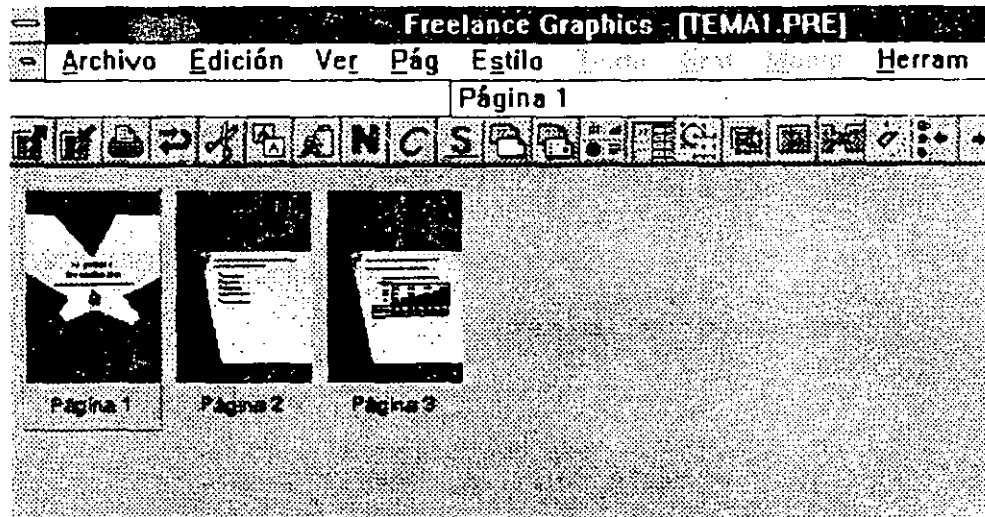 Freelance Graphics - [TEMA1.PRE]
Archivo Edición Ver Pág Estilo Herram
Página 1
N C S
Página 1 Página 2 Página 3